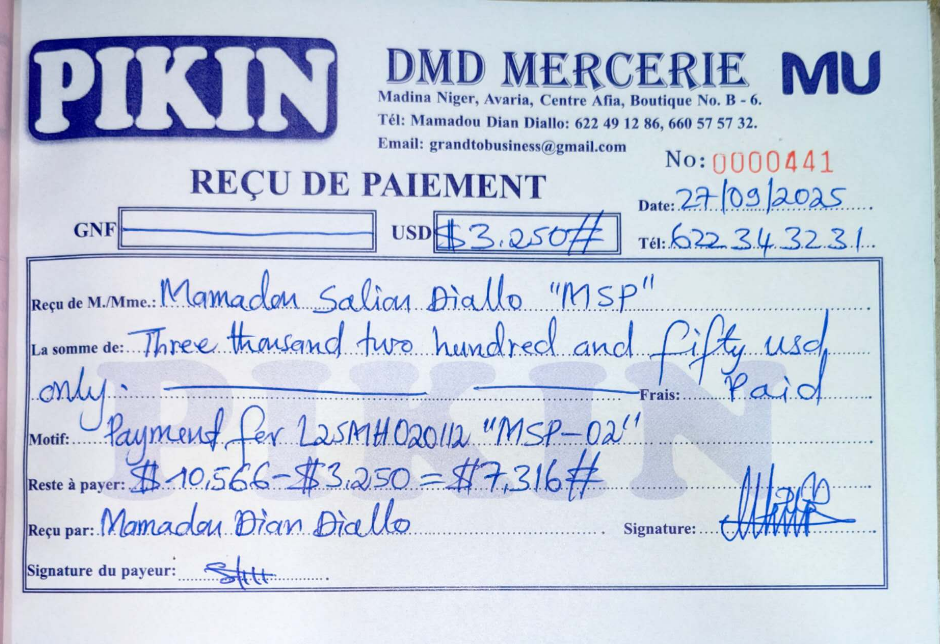 PIKIN
DMD MERCERIE
MU
Madina Niger, Avaria, Centre Afia, Boutique No. B - 6.
Tél: Mamadou Dian Diallo: 622 49 12 86, 660 57 57 32.
Email: grandtobusiness@gmail.com
No: 0000441
REÇU DE PAIEMENT
Date: 27/09/2025
GNF
USD $3.250#
Tél: 622 34 32 31
Reçu de M./Mme.: Mamadou Saliou Diallo "MSP"
La somme de: Three thousand two hundred and fifty usd
only. Frais: Paid
Motif: Payment for L25MH020112 "MSP-02"
Reste à payer: $10,566-$3,250=$7,316#
Reçu par: Mamadou Dian Diallo Signature:
Signature du payeur:
PIKIN